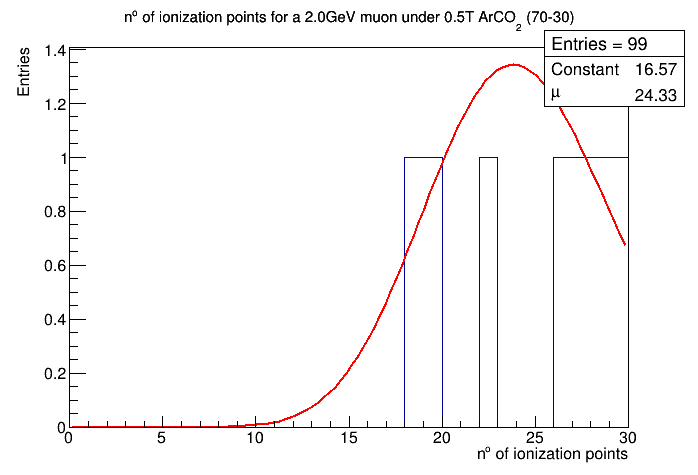 nº of ionization points for a 2.0GeV muon under 0.5T ArCO2 (70-30)
Entries = 99
Constant 16.57
μ 24.33
Entries
1.4
1.2
1
0.8
0.6
0.4
0.2
0
0 5 10 15 20 25 30
nº of ionization points